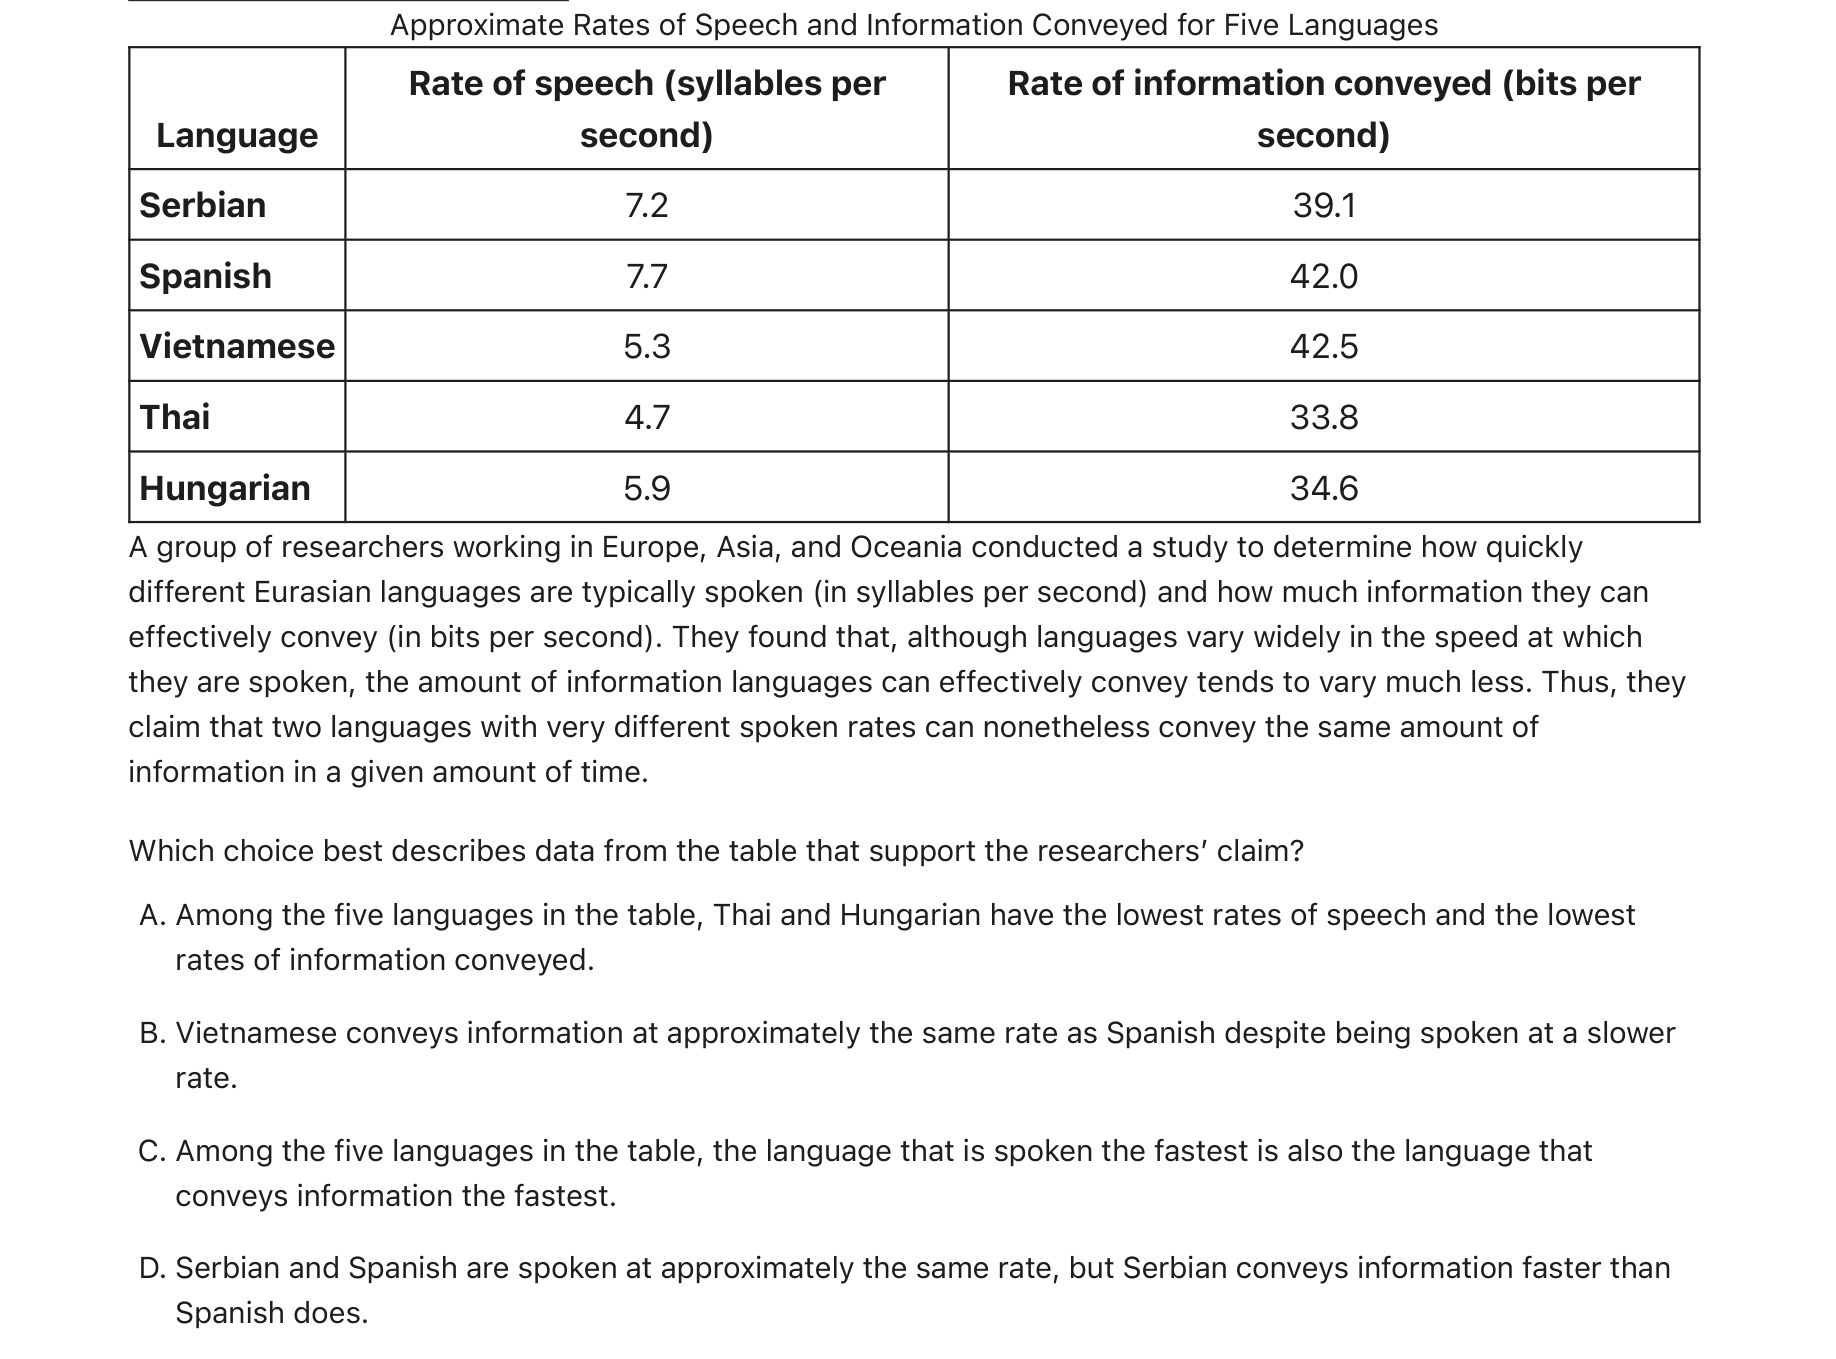 Approximate Rates of Speech and Information Conveyed for Five Languages
Language Rate of speech (syllables per second) Rate of information conveyed (bits per second)
Serbian 7.2 39.1
Spanish 7.7 42.0
Vietnamese 5.3 42.5
Thai 4.7 33.8
Hungarian 5.9 34.6
A group of researchers working in Europe, Asia, and Oceania conducted a study to determine how quickly
different Eurasian languages are typically spoken (in syllables per second) and how much information they can
effectively convey (in bits per second). They found that, although languages vary widely in the speed at which
they are spoken, the amount of information languages can effectively convey tends to vary much less. Thus, they
claim that two languages with very different spoken rates can nonetheless convey the same amount of
information in a given amount of time.
Which choice best describes data from the table that support the researchers’ claim?
A. Among the five languages in the table, Thai and Hungarian have the lowest rates of speech and the lowest
rates of information conveyed.
B. Vietnamese conveys information at approximately the same rate as Spanish despite being spoken at a slower
rate.
C. Among the five languages in the table, the language that is spoken the fastest is also the language that
conveys information the fastest.
D. Serbian and Spanish are spoken at approximately the same rate, but Serbian conveys information faster than
Spanish does.